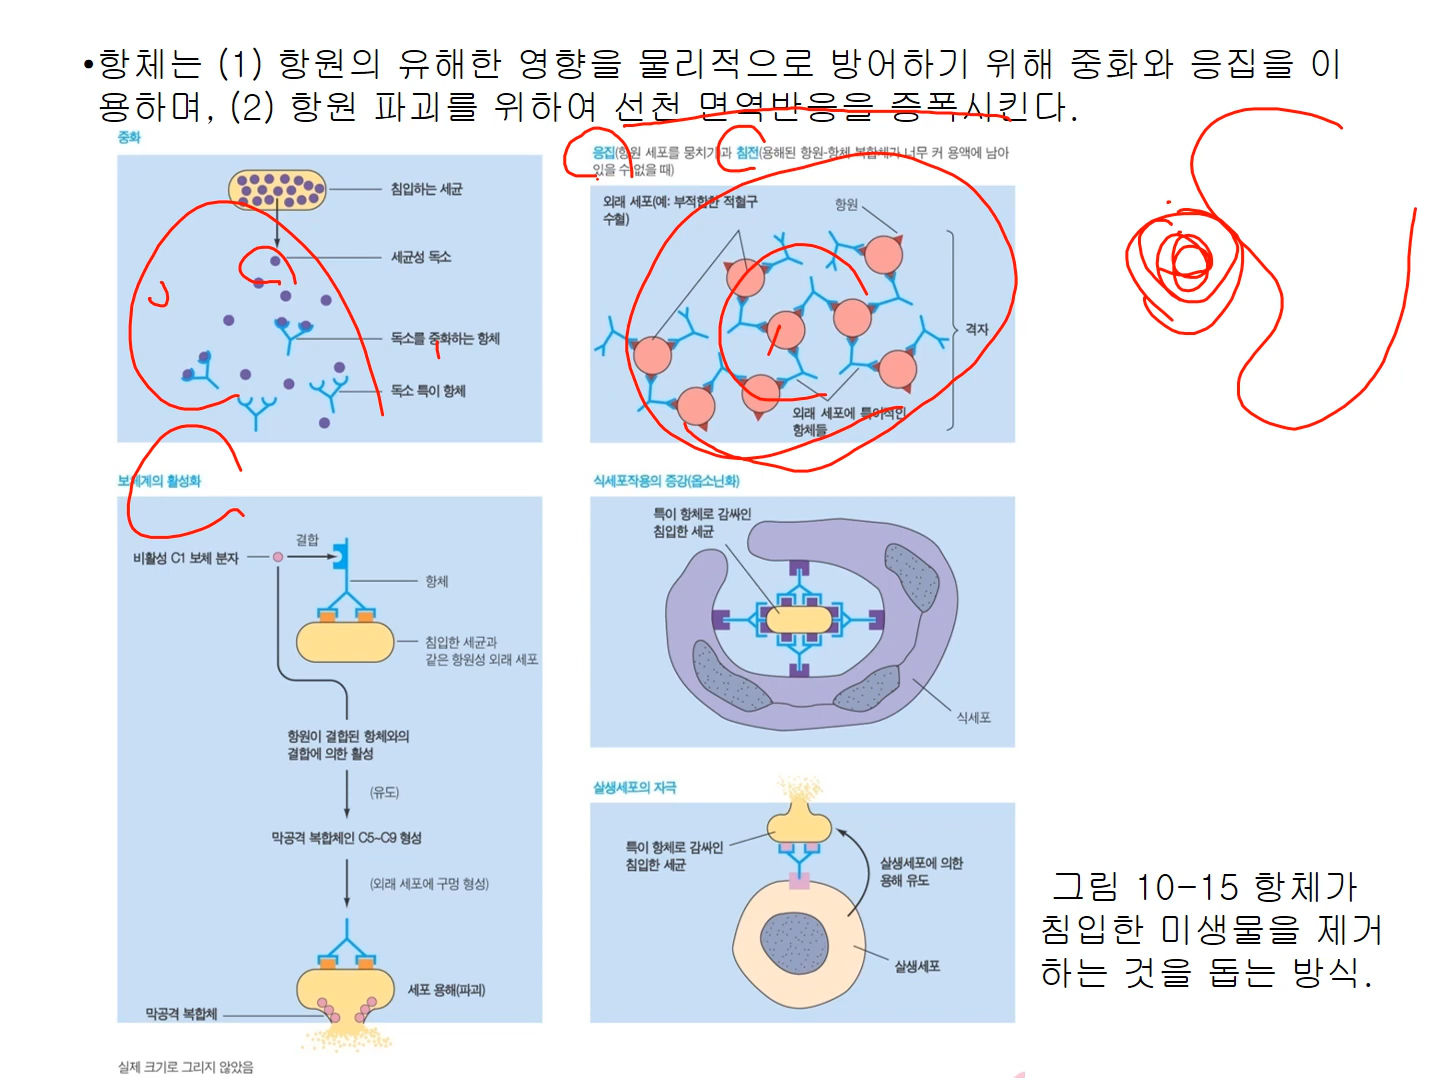 •항체는 (1) 항원의 유해한 영향을 물리적으로 방어하기 위해 중화와 응집을 이
용하며, (2) 항원 파괴를 위하여 선천 면역반응을 증폭시킨다.
중화
침입하는 세균
세균성 독소
독소를 중화하는 항체
독소 특이 항체
응집(항원 세포를 뭉치기)과 침전(용해된 항원-항체 복합체가 너무 커 용액에 남아
있을 수 없을 때)
외래 세포(예: 부적합한 적혈구
수혈)
항원
격자
외래 세포에 특이적인
항체들
보체계의 활성화
비활성 C1 보체 분자
결합
항체
침입한 세균과
같은 항원성 외래 세포
항원이 결합된 항체와의
결합에 의한 활성
(유도)
막공격 복합체인 C5~C9 형성
(외래 세포에 구멍 형성)
세포 용해(파괴)
막공격 복합체
실제 크기로 그리지 않았음
식세포작용의 증강(옵소닌화)
특이 항체로 감싸인
침입한 세균
식세포
살생세포의 자극
특이 항체로 감싸인
침입한 세균
살생세포에 의한
용해 유도
살생세포
그림 10-15 항체가
침입한 미생물을 제거
하는 것을 돕는 방식.